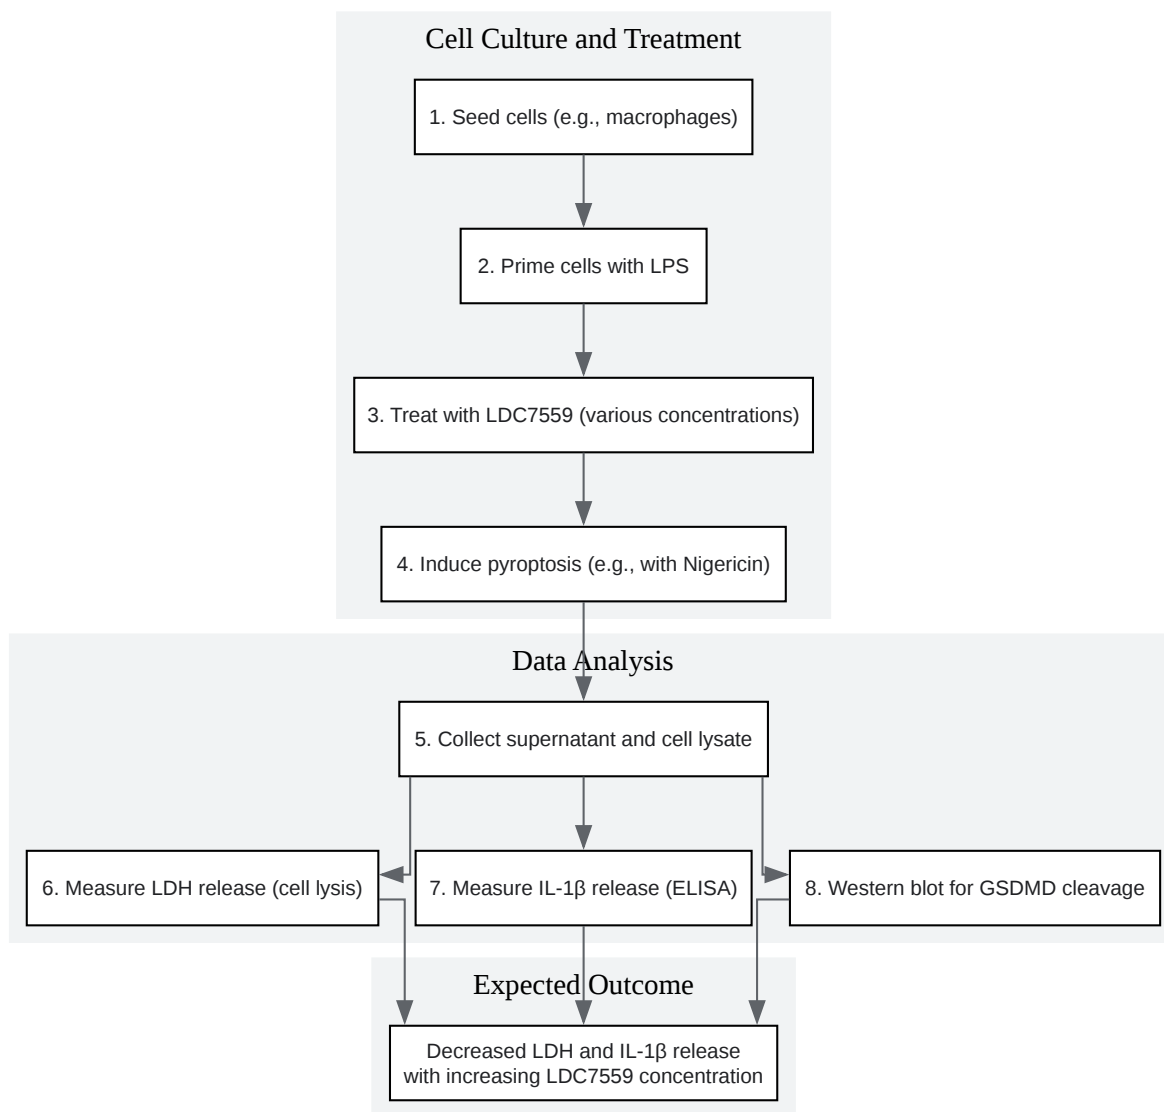 Cell Culture and Treatment
1. Seed cells (e.g., macrophages)
2. Prime cells with LPS
3. Treat with LDC7559 (various concentrations)
4. Induce pyroptosis (e.g., with Nigericin)
Data Analysis
5. Collect supernatant and cell lysate
6. Measure LDH release (cell lysis)
7. Measure IL-1β release (ELISA)
8. Western blot for GSDMD cleavage
Expected Outcome
Decreased LDH and IL-1β release
with increasing LDC7559 concentration